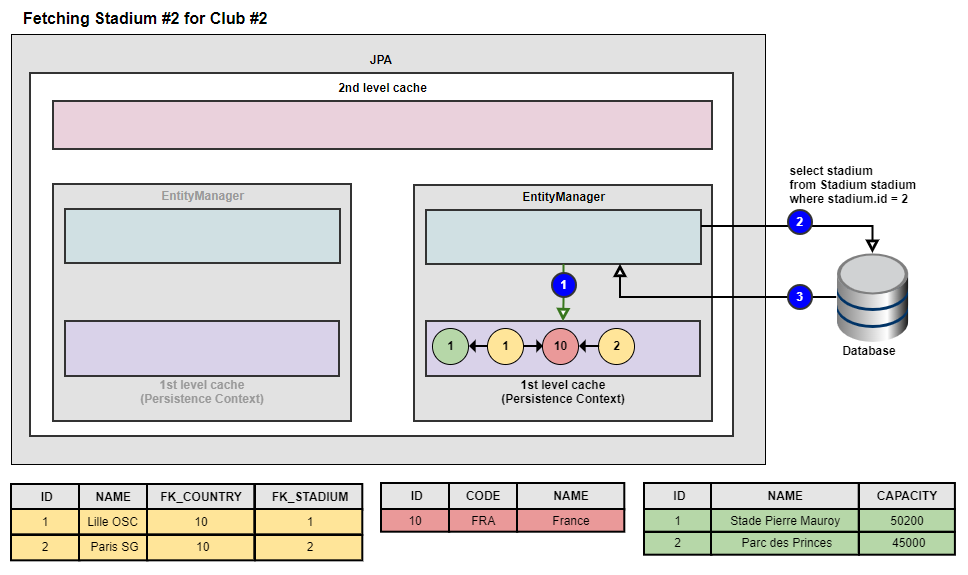 Fetching Stadium #2 for Club #2
JPA
2nd level cache
EntityManager
1st level cache
(Persistence Context)
EntityManager
1
1
1
10
2
1st level cache
(Persistence Context)
select stadium
from Stadium stadium
where stadium.id = 2
2
3
Database
ID NAME FK_COUNTRY FK_STADIUM
1 Lille OSC 10 1
2 Paris SG 10 2
ID CODE NAME
10 FRA France
ID NAME CAPACITY
1 Stade Pierre Mauroy 50200
2 Parc des Princes 45000